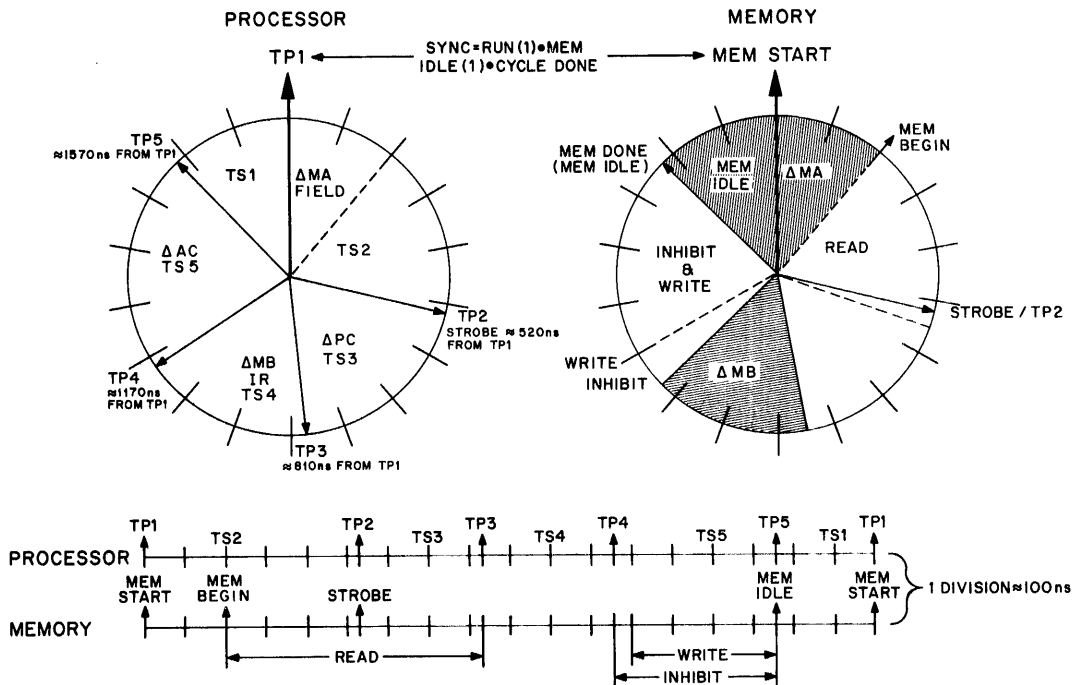 PROCESSOR
TP1
SYNC=RUN(1)•MEM
IDLE(1)•CYCLE DONE
MEMORY
MEM START
TP5
≈1570ns FROM TP1
TS1
ΔMA
FIELD
TS2
TP2
STROBE ≈520ns
FROM TP1
ΔPC
TS3
TP3
≈810ns FROM TP1
ΔMB
IR
TS4
TP4
≈1170ns
FROM TP1
ΔAC
TS5
MEM DONE
(MEM IDLE)
MEM
IDLE
ΔMA
MEM
BEGIN
READ
STROBE / TP2
INHIBIT
&
WRITE
WRITE
INHIBIT
ΔMB
TP1
TS2
TP2
TS3
TP3
TS4
TP4
TS5
TP5
TS1
TP1
PROCESSOR
MEM
START
MEM
BEGIN
STROBE
MEM
IDLE
MEM
START
1 DIVISION≈100ns
MEMORY
READ
WRITE
INHIBIT